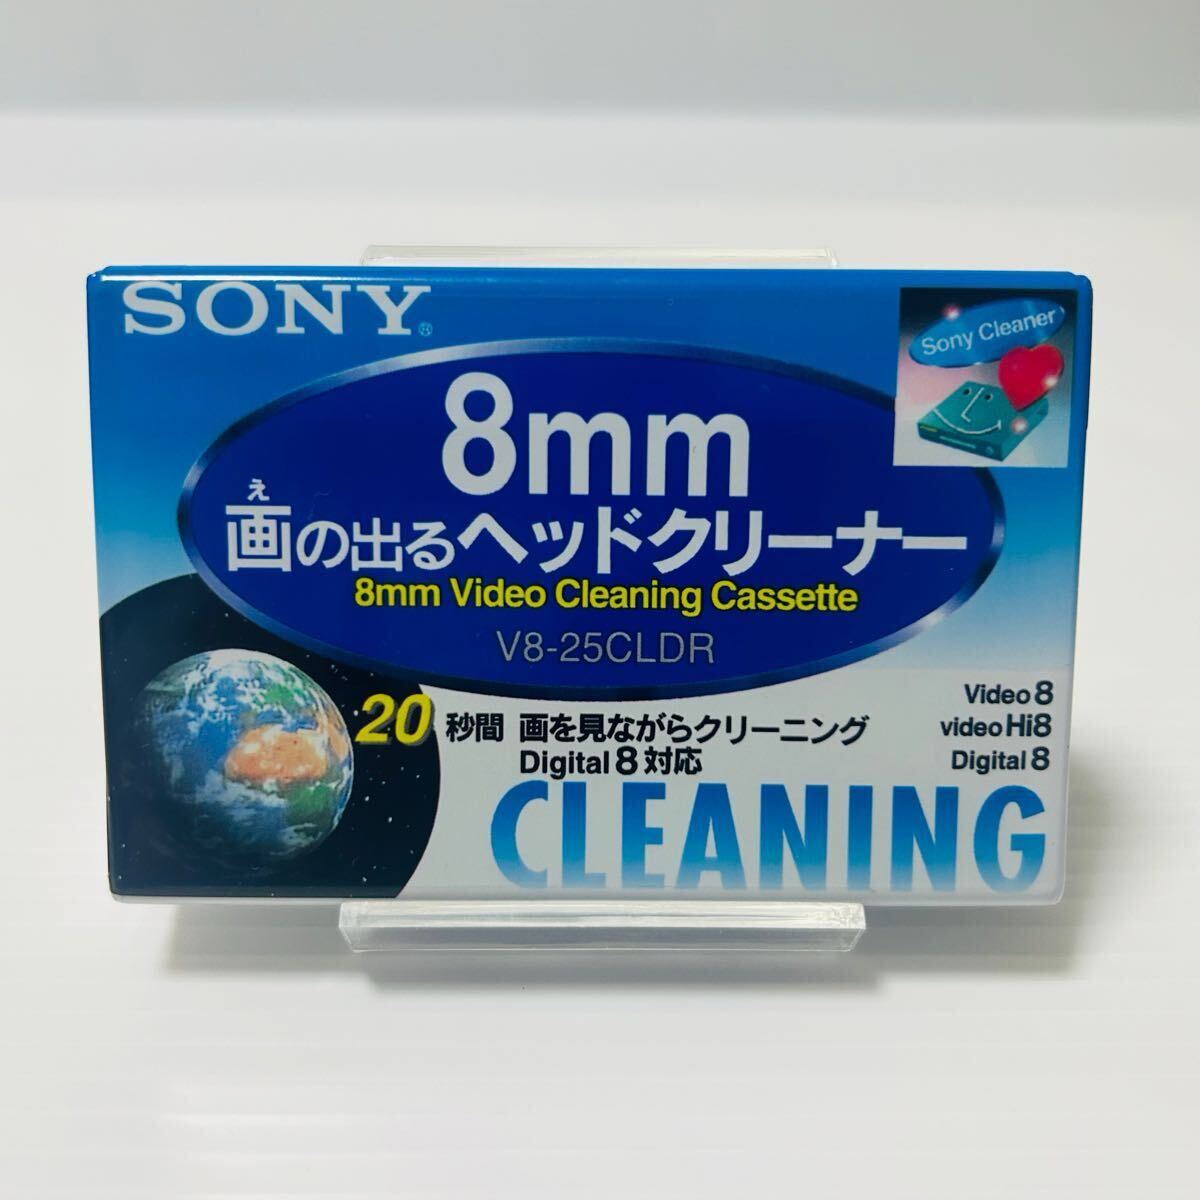 SONY®
Sony Cleaner
8mm
え
画の出るヘッドクリーナー
8mm Video Cleaning Cassette
V8-25CLDR
20秒間 画を見ながらクリーニング
Digital 8 対応
Video 8
video Hi8
Digital 8
CLEANING